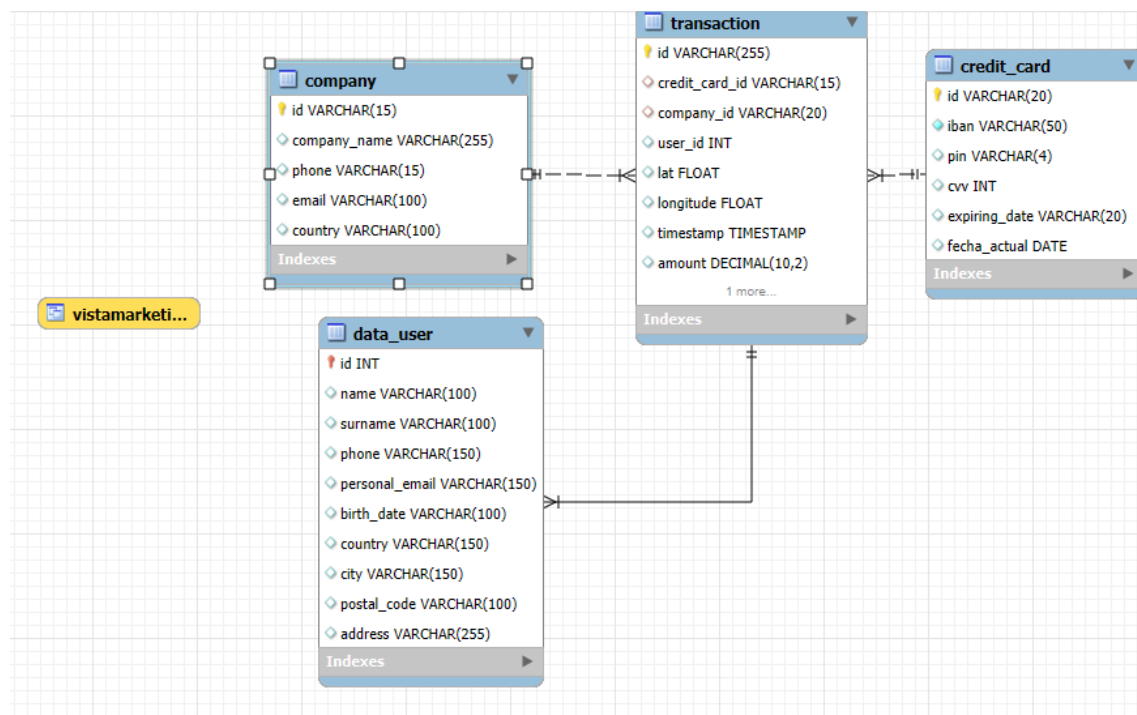 transaction
id VARCHAR(255)
credit_card_id VARCHAR(15)
company_id VARCHAR(20)
user_id INT
lat FLOAT
longitude FLOAT
timestamp TIMESTAMP
amount DECIMAL(10,2)
1 more...
Indexes
company
id VARCHAR(15)
company_name VARCHAR(255)
phone VARCHAR(15)
email VARCHAR(100)
country VARCHAR(100)
Indexes
credit_card
id VARCHAR(20)
iban VARCHAR(50)
pin VARCHAR(4)
cvv INT
expiring_date VARCHAR(20)
fecha_actual DATE
Indexes
vistamarketi...
data_user
id INT
name VARCHAR(100)
surname VARCHAR(100)
phone VARCHAR(150)
personal_email VARCHAR(150)
birth_date VARCHAR(100)
country VARCHAR(150)
city VARCHAR(150)
postal_code VARCHAR(100)
address VARCHAR(255)
Indexes